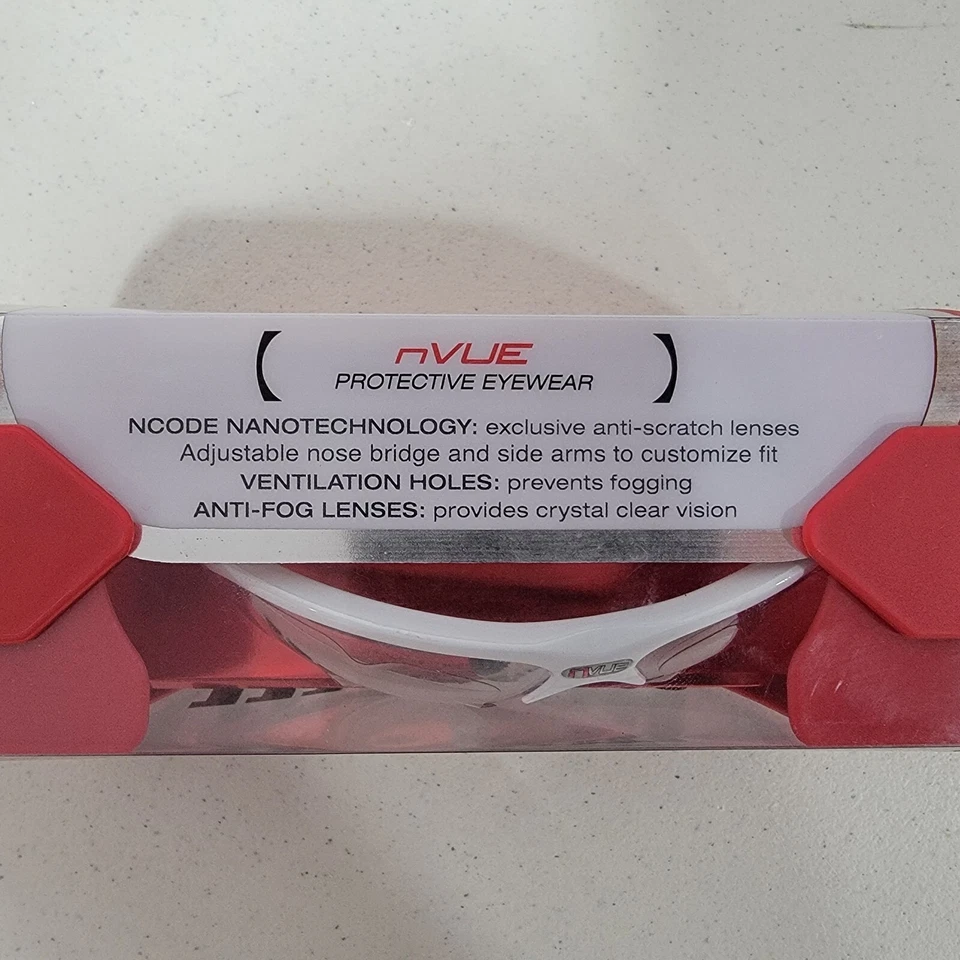 nVUE
PROTECTIVE EYEWEAR
NCODE NANOTECHNOLOGY: exclusive anti-scratch lenses
Adjustable nose bridge and side arms to customize fit
VENTILATION HOLES: prevents fogging
ANTI-FOG LENSES: provides crystal clear vision
nVUE